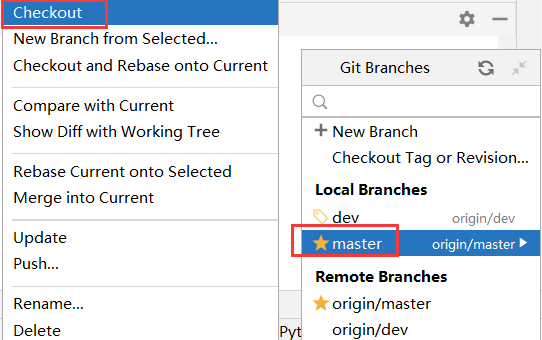 Checkout
New Branch from Selected...
Checkout and Rebase onto Current
Compare with Current
Show Diff with Working Tree
Rebase Current onto Selected
Merge into Current
Update
Push...
Rename...
Delete
Git Branches
New Branch
Checkout Tag or Revision...
Local Branches
dev origin/dev
master origin/master
Remote Branches
origin/master
origin/dev
Pyt